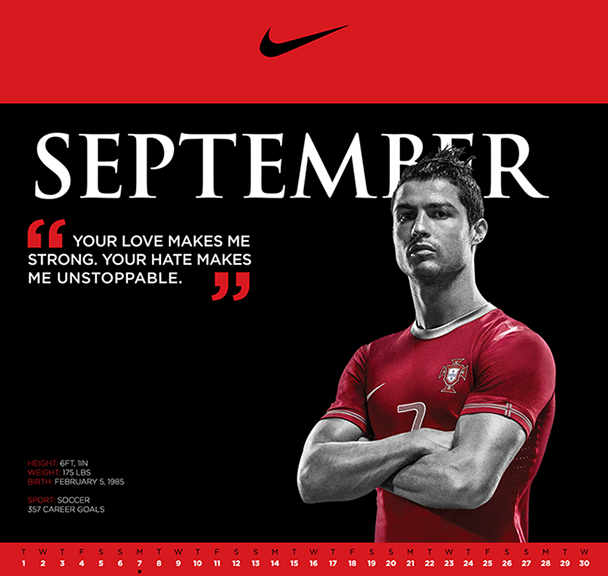 SEPTEMBER
“ YOUR LOVE MAKES ME
STRONG. YOUR HATE MAKES
ME UNSTOPPABLE. ”
7
HEIGHT: 6FT, 1IN
WEIGHT: 175 LBS
BIRTH: FEBRUARY 5, 1985
SPORT: SOCCER
357 CAREER GOALS
T W T F S S M T W T F S S M T W T F S S M T W T F S S M T W
1 2 3 4 5 6 7 8 9 10 11 12 13 14 15 16 17 18 19 20 21 22 23 24 25 26 27 28 29 30